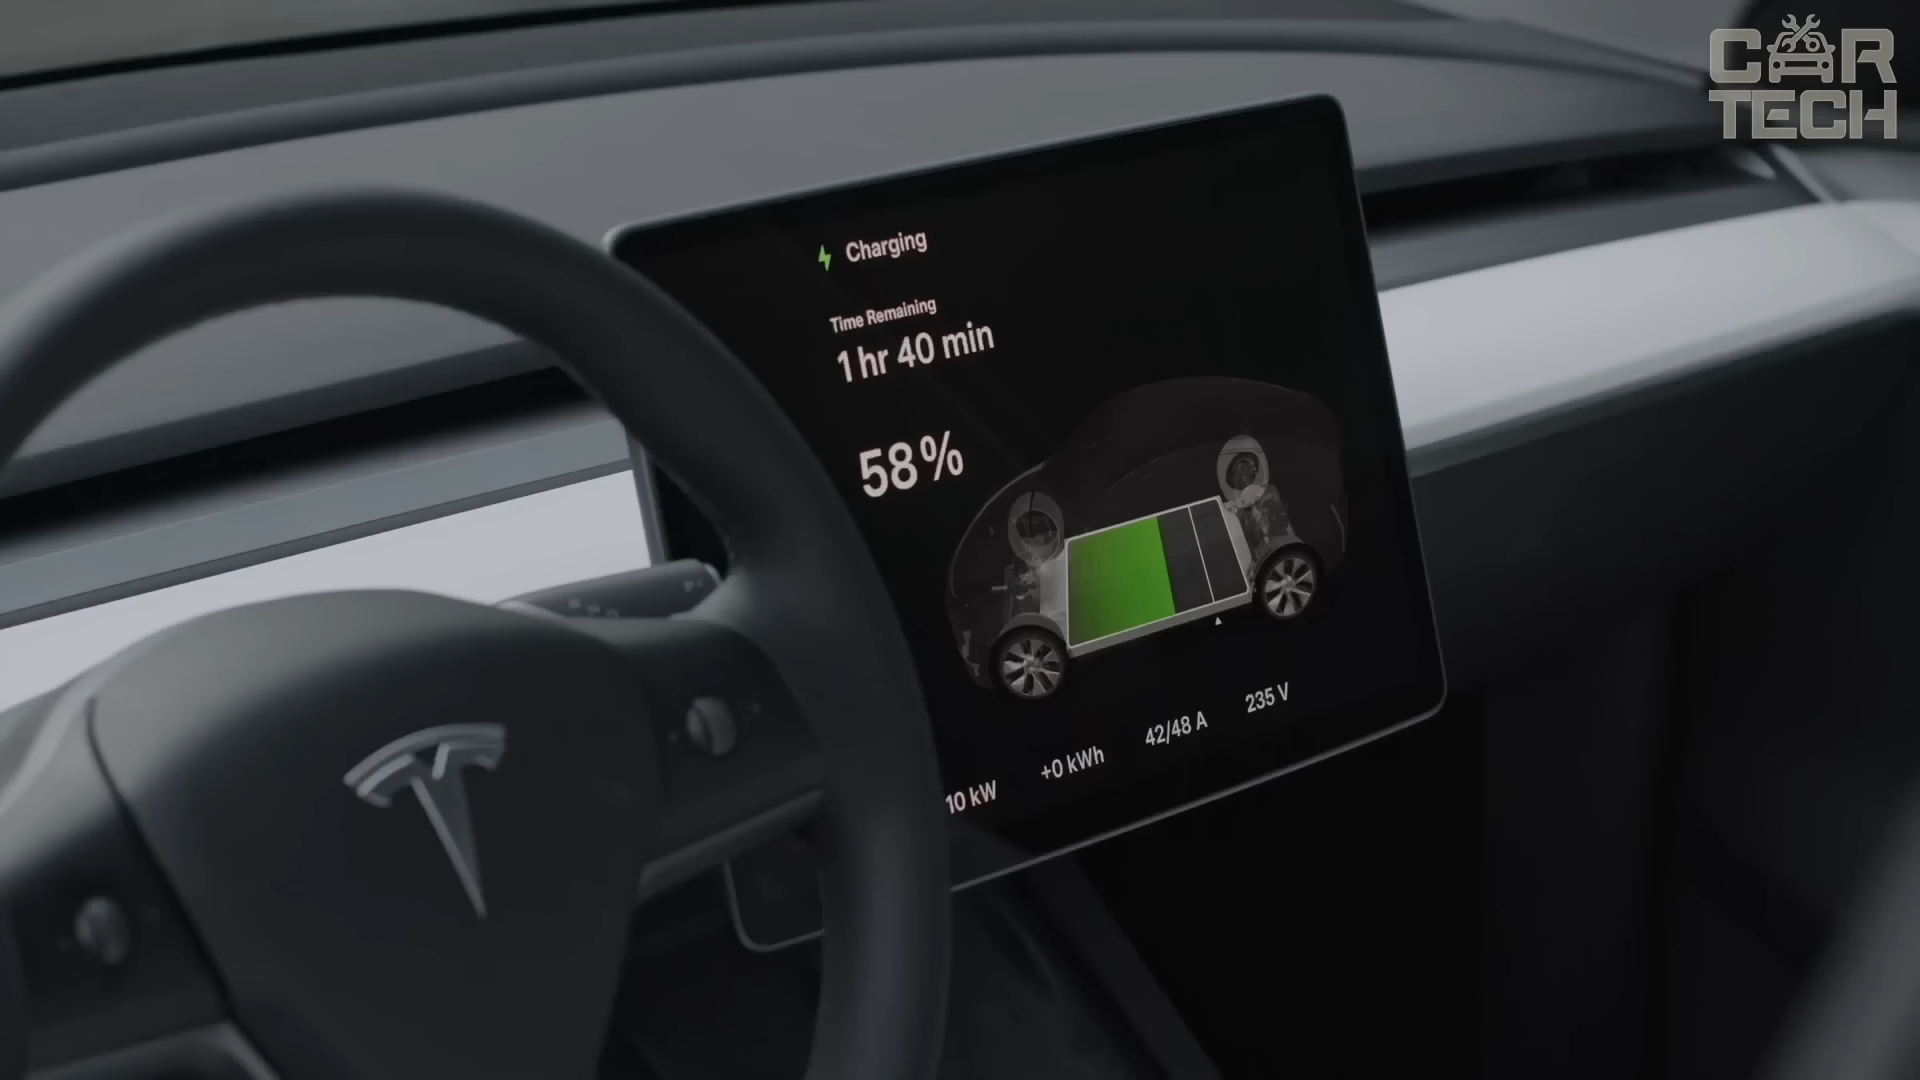 CAR
TECH
Charging
Time Remaining
1 hr 40 min
58%
10 kW
+0 kWh
42/48 A
235 V